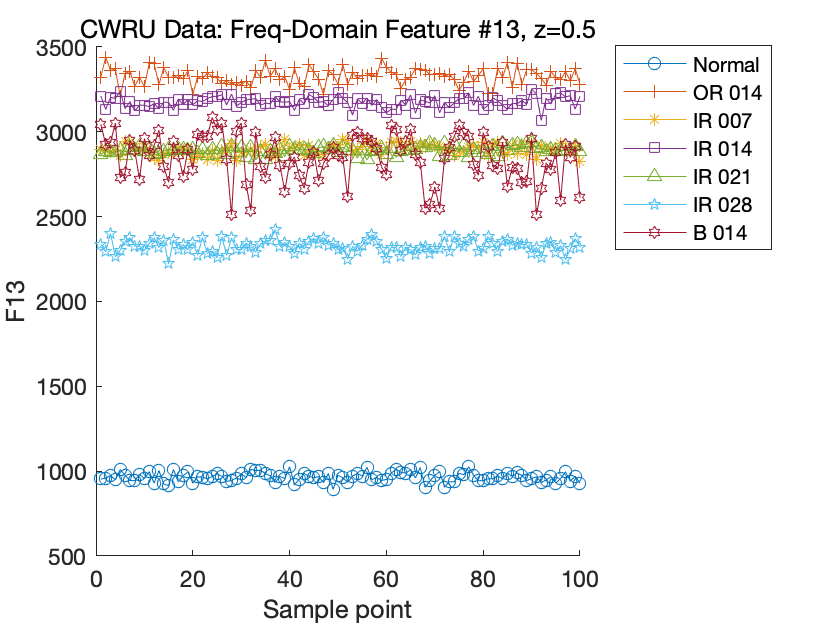 CWRU Data: Freq-Domain Feature #13, z=0.5
3500
3000
2500
2000
1500
1000
500
F13
0
20
40
60
80
100
Sample point
Normal
OR 014
IR 007
IR 014
IR 021
IR 028
B 014